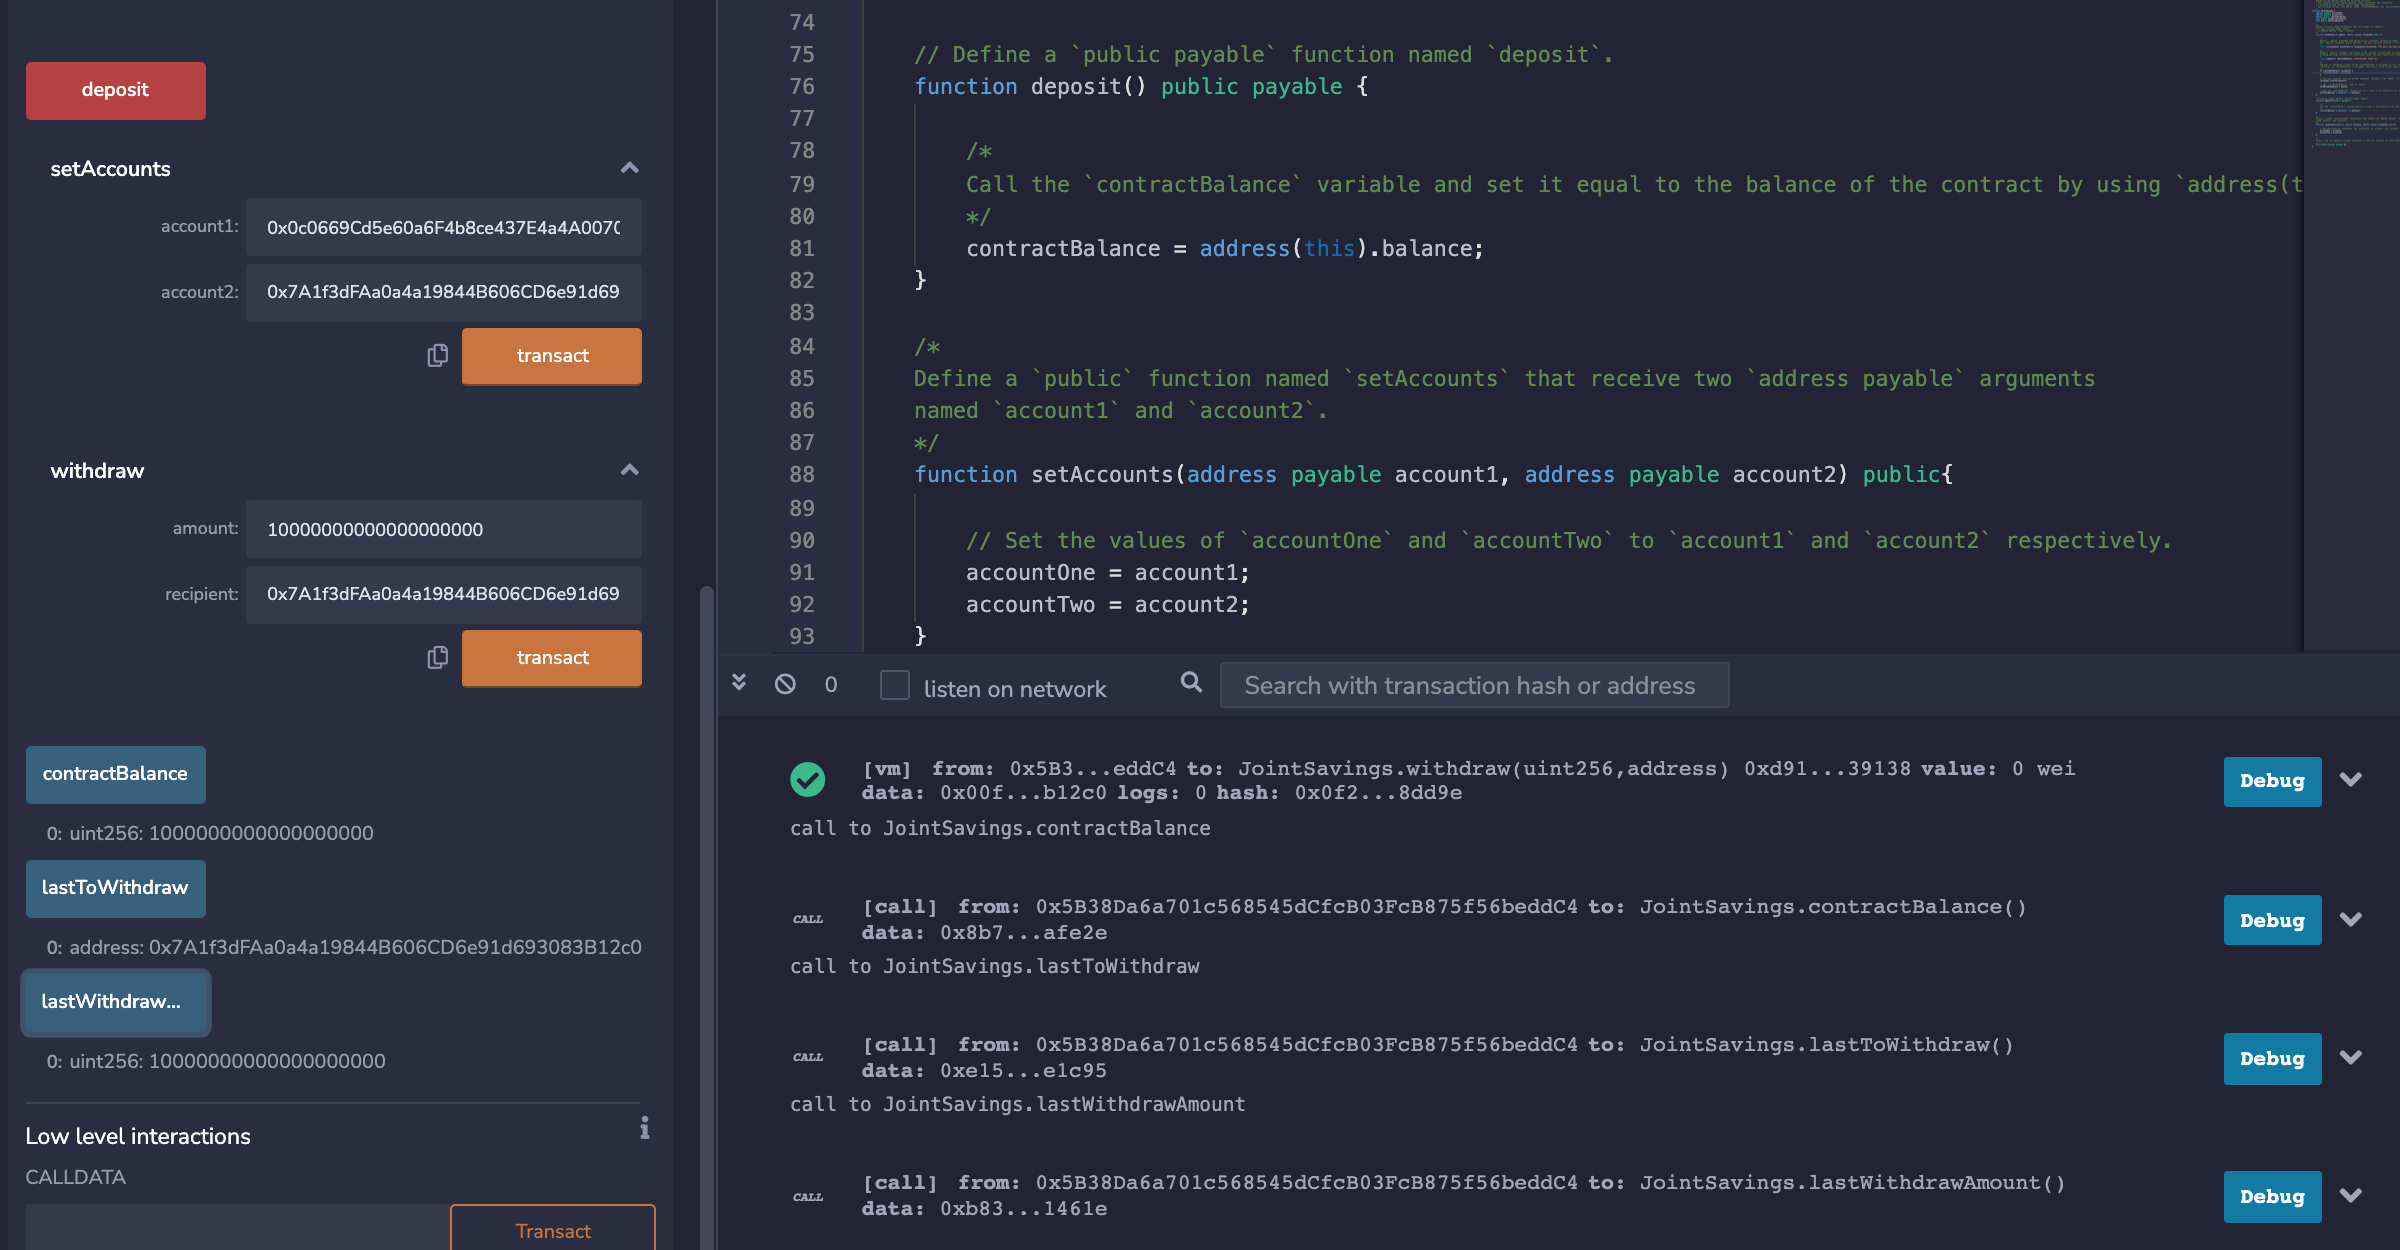 deposit
setAccounts
account1: 0x0c0669Cd5e60a6F4b8ce437E4a4A007
account2: 0x7A1f3dFAa0a4a19844B606CD6e91d69
transact
withdraw
amount: 10000000000000000000
recipient: 0x7A1f3dFAa0a4a19844B606CD6e91d69
transact
contractBalance
0: uint256: 1000000000000000000
lastToWithdraw
0: address: 0x7A1f3dFAa0a4a19844B606CD6e91d693083B12c0
lastWithdraw...
0: uint256: 10000000000000000000
Low level interactions
CALLDATA
Transact
74
75 // Define a `public payable` function named `deposit`.
76 function deposit() public payable {
77
78 /*
79 Call the `contractBalance` variable and set it equal to the balance of the contract by using `address(t
80 */
81 contractBalance = address(this).balance;
82 }
83
84 /*
85 Define a `public` function named `setAccounts` that receive two `address payable` arguments
86 named `account1` and `account2`.
87 */
88 function setAccounts(address payable account1, address payable account2) public{
89
90 // Set the values of `accountOne` and `accountTwo` to `account1` and `account2` respectively.
91 accountOne = account1;
92 accountTwo = account2;
93 }
0 listen on network Search with transaction hash or address
[vm] from: 0x5B3...eddC4 to: JointSavings.withdraw(uint256,address) 0xd91...39138 value: 0 wei
data: 0x00f...b12c0 logs: 0 hash: 0x0f2...8dd9e
Debug
call to JointSavings.contractBalance
CALL [call] from: 0x5B38Da6a701c568545dCfcB03FcB875f56beddC4 to: JointSavings.contractBalance()
data: 0x8b7...afe2e
Debug
call to JointSavings.lastToWithdraw
CALL [call] from: 0x5B38Da6a701c568545dCfcB03FcB875f56beddC4 to: JointSavings.lastToWithdraw()
data: 0xe15...e1c95
Debug
call to JointSavings.lastWithdrawAmount
CALL [call] from: 0x5B38Da6a701c568545dCfcB03FcB875f56beddC4 to: JointSavings.lastWithdrawAmount()
data: 0xb83...1461e
Debug